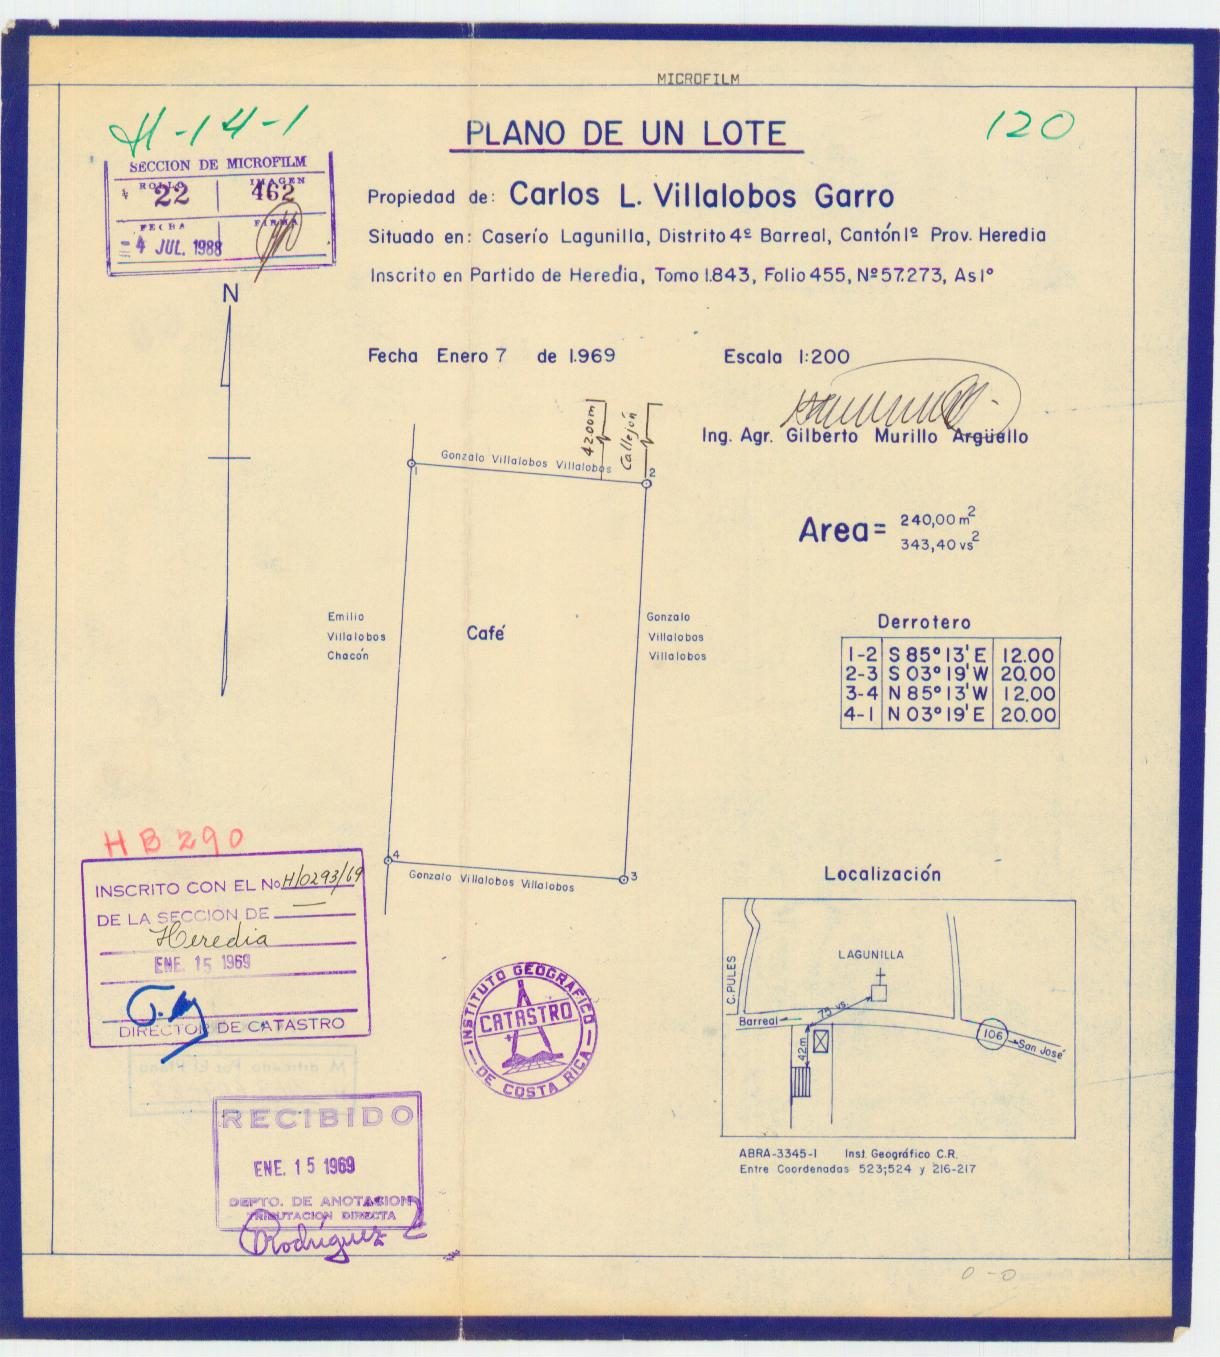 MICROFILM
H-14-1
120
PLANO DE UN LOTE
SECCION DE MICROFILM
ROLLO IMAGEN
22 462
FECHA FIRMA
4 JUL. 1988
Propiedad de: Carlos L. Villalobos Garro
Situado en: Caserío Lagunilla, Distrito 4º Barreal, Cantón 1º Prov. Heredia
Inscrito en Partido de Heredia, Tomo 1.843, Folio 455, Nº 57.273, As 1º
N
Fecha Enero 7 de 1.969
Escala 1:200
Ing. Agr. Gilberto Murillo Argüello
42.00m
Callejón
Gonzalo Villalobos Villalobos
1
2
Area= 240,00 m²
343,40 vs²
Emilio
Villalobos
Chacón
Café
Gonzalo
Villalobos
Villalobos
Derrotero
1-2 S 85° 13' E 12.00
2-3 S 03° 19' W 20.00
3-4 N 85° 13' W 12.00
4-1 N 03° 19' E 20.00
4
3
Gonzalo Villalobos Villalobos
HB 290
INSCRITO CON EL No H/0293/69
DE LA SECCION DE
Heredia
ENE. 15 1969
DIRECTOR DE CATASTRO
INSTITUTO GEOGRAFICO
CATASTRO
DE COSTA RICA
Localización
LAGUNILLA
C.PULES
75 vs.
Barreal
42m
106
San José
ABRA-3345-1 Inst. Geográfico C.R.
Entre Coordenadas 523;524 y 216-217
RECIBIDO
ENE. 15 1969
DEPTO. DE ANOTACION
TRIBUTACION DIRECTA
Rodríguez
0-0